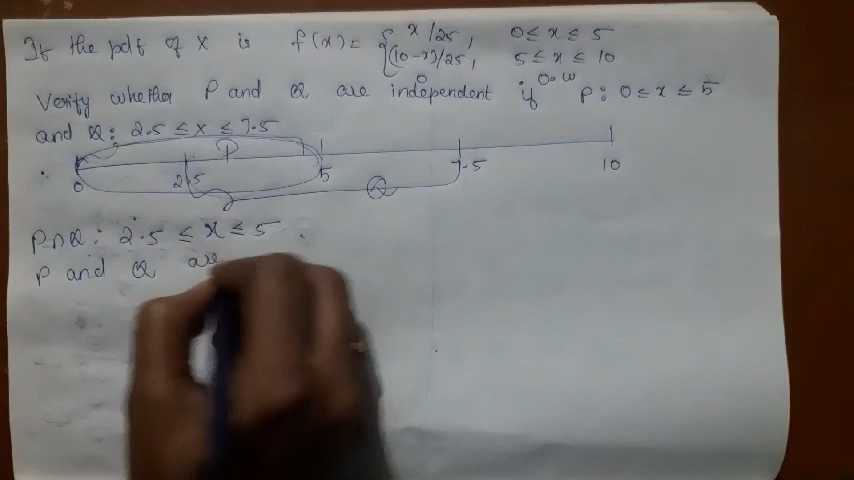 If the pdf of X is f(x) = { x/25, 0 ≤ x ≤ 5
(10-x)/25, 5 ≤ x ≤ 10
0 o.w
Verify whether P and Q are independent if P: 0 ≤ x ≤ 5
and Q: 2.5 ≤ x ≤ 7.5
P
0 2.5 5 7.5 10
Q
P∩Q: 2.5 ≤ x ≤ 5
P and Q are